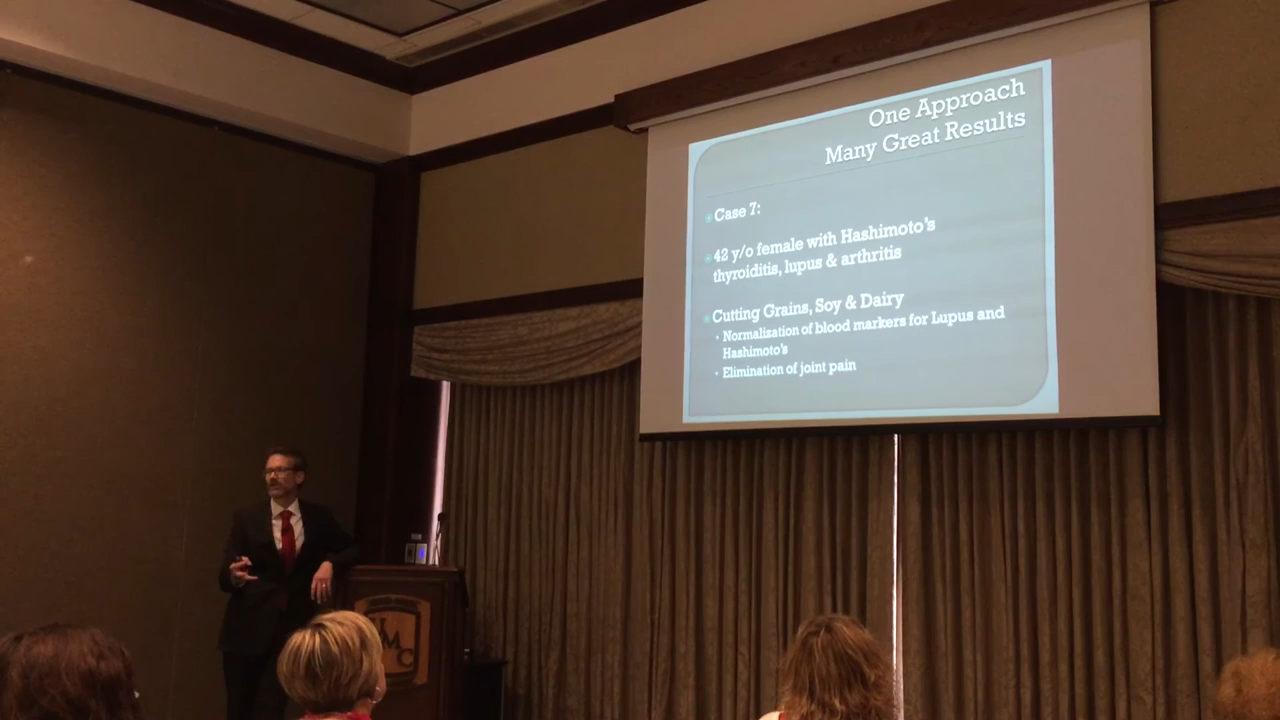 One Approach
Many Great Results
Case 7:
42 y/o female with Hashimoto's
thyroiditis, lupus & arthritis
Cutting Grains, Soy & Dairy
Normalization of blood markers for Lupus and
Hashimoto's
Elimination of joint pain